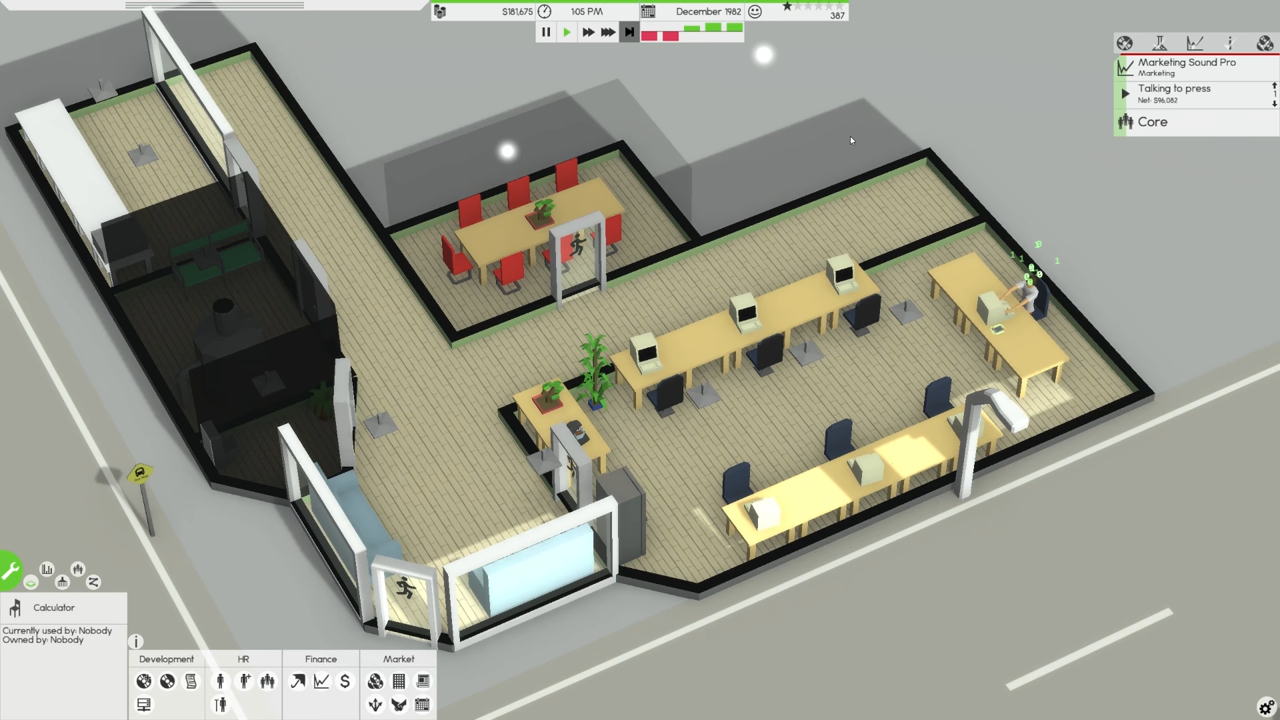 $181,675
1:05 PM
December 1982
387
Marketing Sound Pro
Marketing
Talking to press
Net: $96,082
1
Core
Calculator
Currently used by: Nobody
Owned by: Nobody
Development
HR
Finance
Market